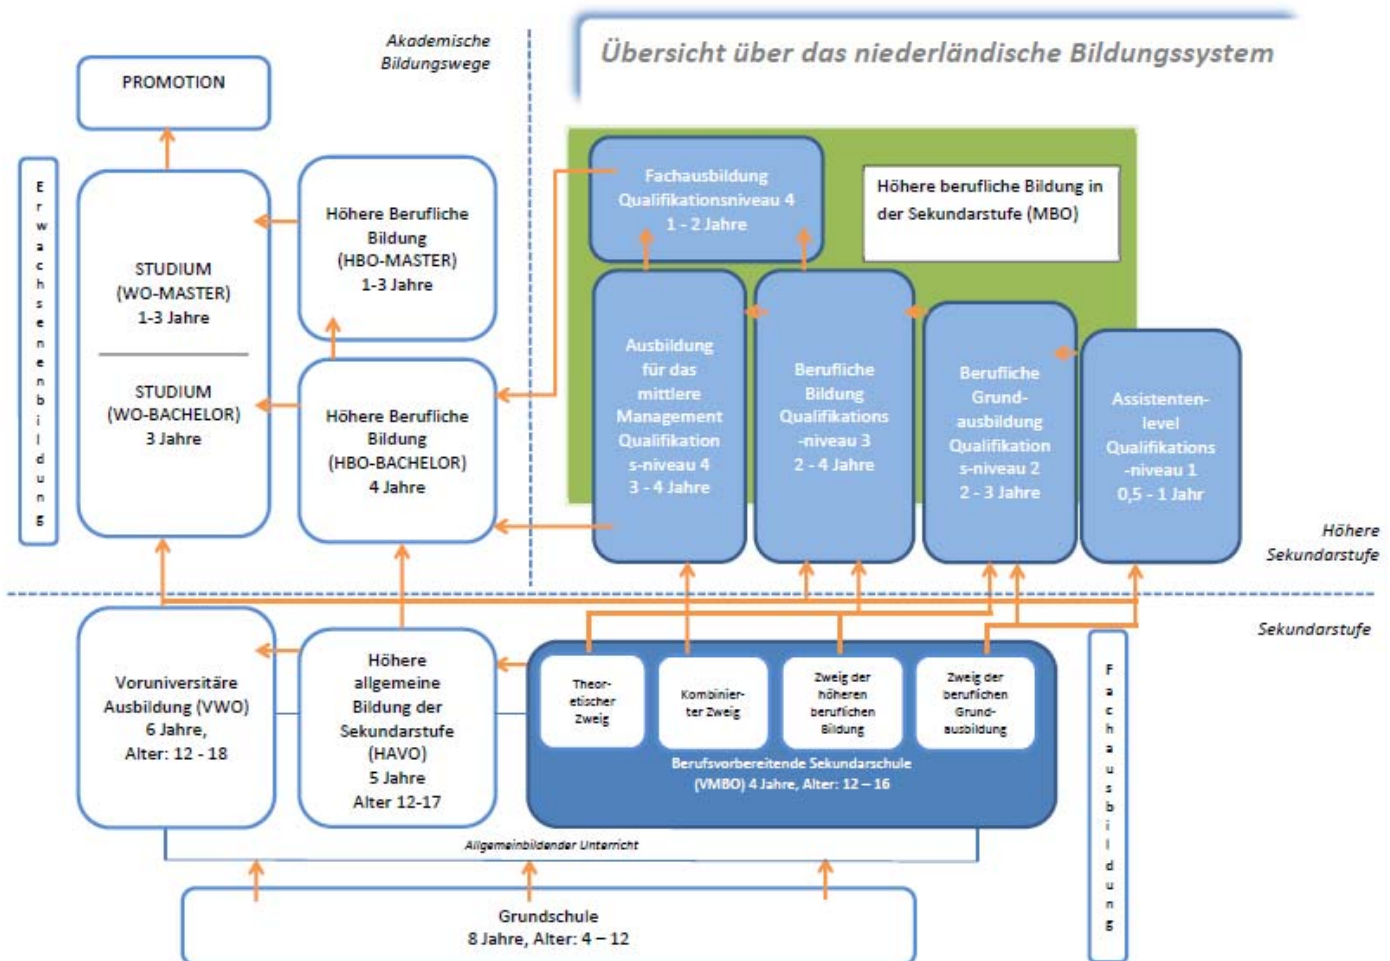 Übersicht über das niederländische Bildungssystem
Akademische
Bildungswege
PROMOTION
Erwachsenenbildung
STUDIUM
(WO-MASTER)
1-3 Jahre
STUDIUM
(WO-BACHELOR)
3 Jahre
Höhere Berufliche
Bildung
(HBO-MASTER)
1-3 Jahre
Höhere Berufliche
Bildung
(HBO-BACHELOR)
4 Jahre
Fachausbildung
Qualifikationsniveau 4
1 - 2 Jahre
Höhere berufliche Bildung in
der Sekundarstufe (MBO)
Ausbildung
für das
mittlere
Management
Qualifikation
s-niveau 4
3 - 4 Jahre
Berufliche
Bildung
Qualifikations
-niveau 3
2 - 4 Jahre
Berufliche
Grund-
ausbildung
Qualifikation
s-niveau 2
2 - 3 Jahre
Assistenten-
level
Qualifikations
-niveau 1
0,5 - 1 Jahr
Höhere
Sekundarstufe
Sekundarstufe
Voruniversitäre
Ausbildung (VWO)
6 Jahre,
Alter: 12 - 18
Höhere
allgemeine
Bildung der
Sekundarstufe
(HAVO)
5 Jahre
Alter 12-17
Theor-
etischer
Zweig
Kombinier-
ter Zweig
Zweig der
höheren
beruflichen
Bildung
Zweig der
beruflichen
Grund-
ausbildung
Berufsvorbereitende Sekundarschule
(VMBO) 4 Jahre, Alter: 12 – 16
Fachausbildung
Allgemeinbildender Unterricht
Grundschule
8 Jahre, Alter: 4 – 12